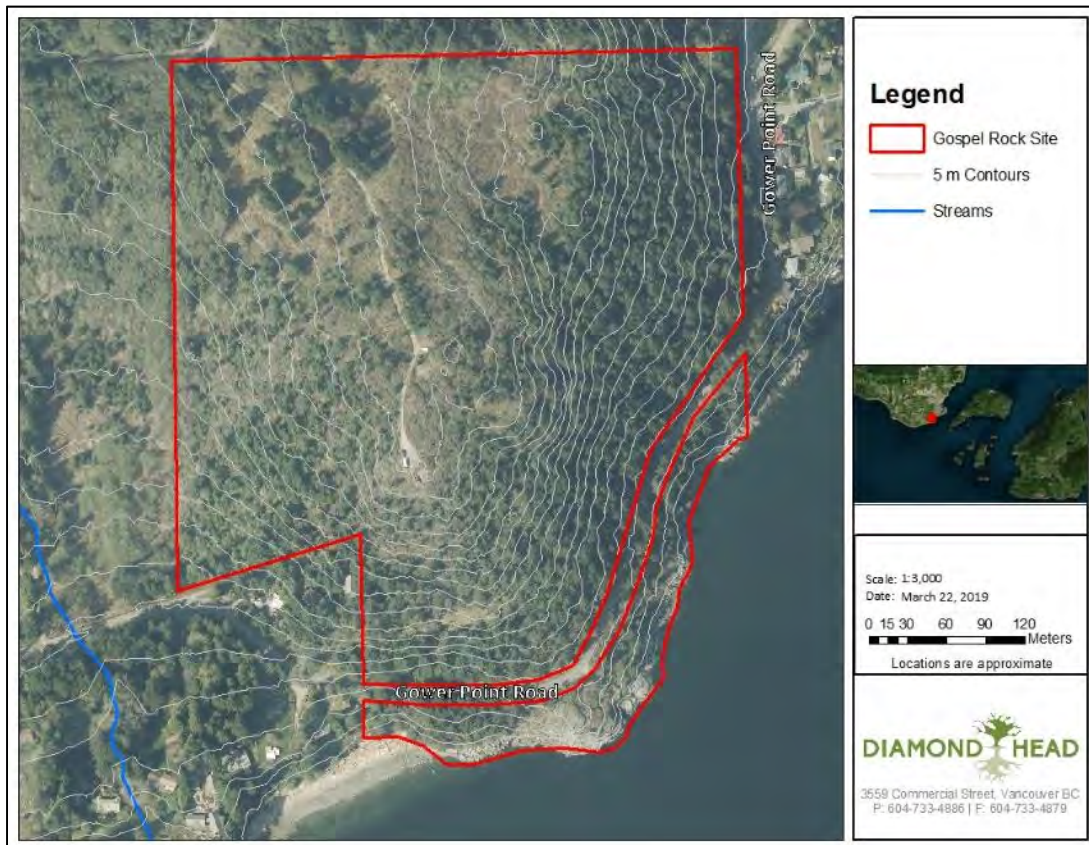 Gower Point Road
Gower Point Road
Legend
Gospel Rock Site
5 m Contours
Streams
Scale: 1:3,000
Date: March 22, 2019
0 15 30 60 90 120
Meters
Locations are approximate
DIAMOND HEAD
3559 Commercial Street, Vancouver BC
P: 604-733-4886 | F: 604-733-4879